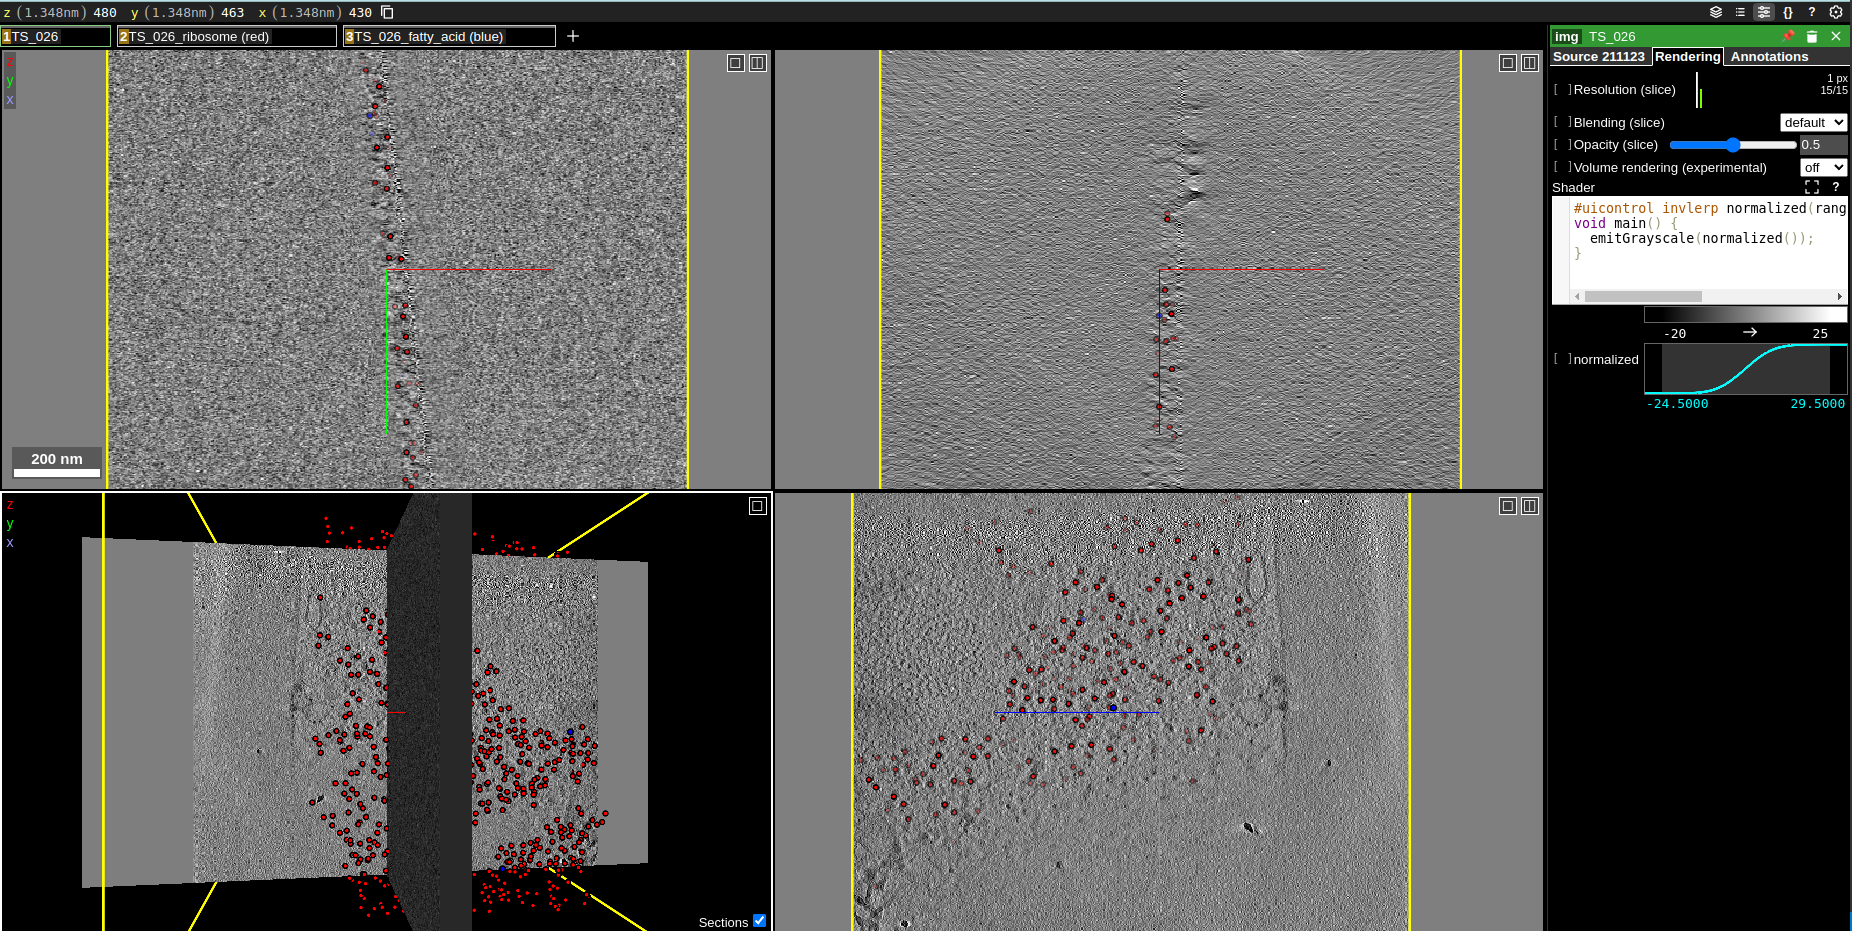 z (1.348nm) 480 y (1.348nm) 463 x (1.348nm) 430
{} ?
1TS_026 2TS_026_ribosome (red) 3TS_026_fatty_acid (blue) +
z
y
x
200 nm
z
y
x
Sections
img TS_026
Source 211123 Rendering Annotations
[ ]Resolution (slice) 1 px
15/15
[ ]Blending (slice) default
[ ]Opacity (slice) 0.5
[ ]Volume rendering (experimental) off
Shader ?
#uicontrol invlerp normalized(rang
void main() {
emitGrayscale(normalized());
}
-20 → 25
[ ]normalized
-24.5000 29.5000